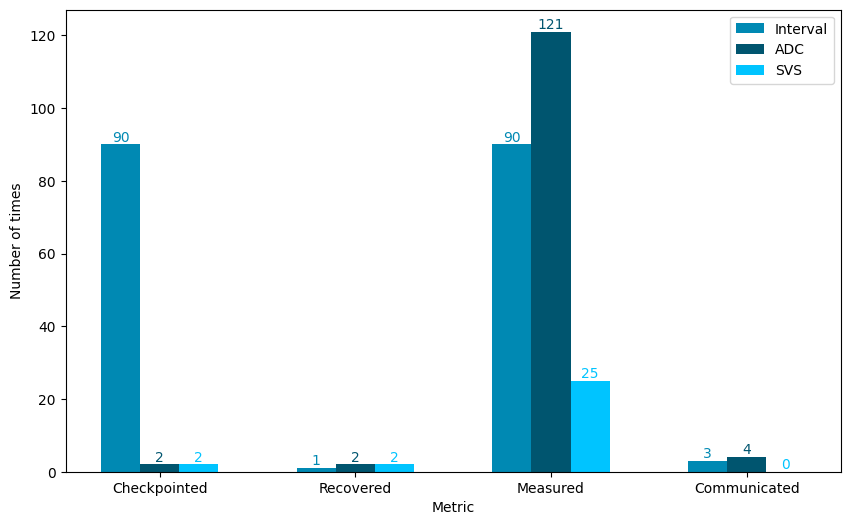 Number of times
120
100
80
60
40
20
0
90
2
2
1
2
2
90
121
25
3
4
0
Interval
ADC
SVS
Checkpointed
Recovered
Measured
Communicated
Metric